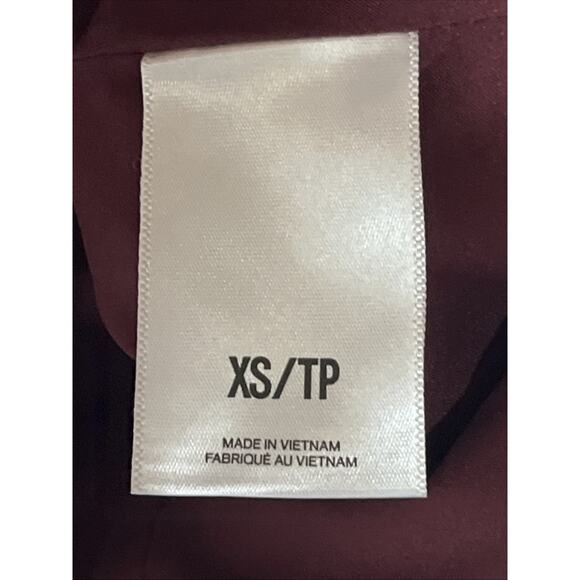 XS/TP
MADE IN VIETNAM
FABRIQUÉ AU VIETNAM